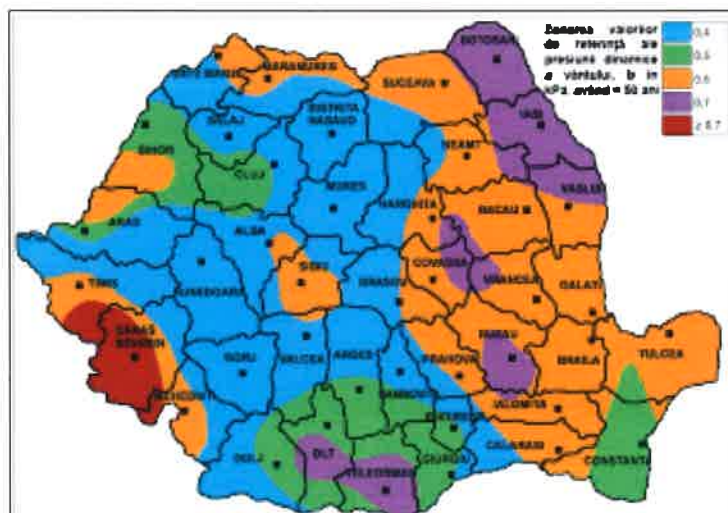 Zonarea valorilor
de referință ale
presiunii dinamice
a vântului, b în
kPa, având = 50 ani
0,4
0,5
0,6
0,7
≥ 0,7
BOTOSANI
SATU MARE
MARAMURES
SUCEAVA
BISTRITA
NASAUD
SALAJ
IASI
BIHOR
NEAMT
CLUJ
MURES
HARGHITA
VASLUI
BACAU
ARAD
ALBA
SIBIU
COVASNA
BRASOV
VRANCEA
GALATI
TIMIS
HUNEDOARA
CARAS
SEVERIN
GORJ
VALCEA
ARGES
PRAHOVA
BUZAU
BRAILA
TULCEA
MEHEDINTI
IALOMITA
CALARASI
DOLJ
OLT
TELEORMAN
GIURGIU
CONSTANTA